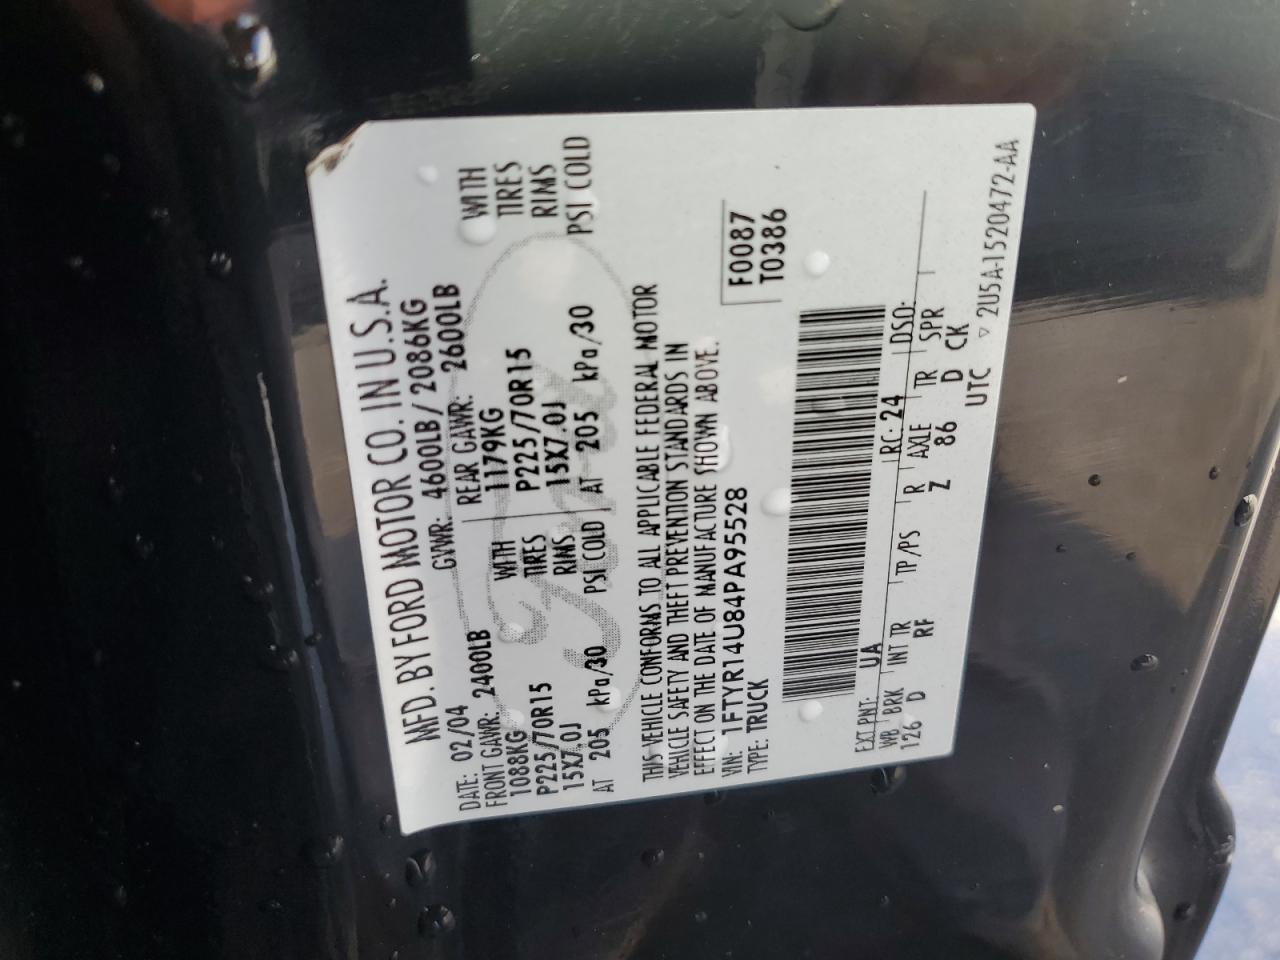 MFD. BY FORD MOTOR CO. IN U.S.A.
DATE: 02/04 GVWR: 4600LB/ 2086KG
FRONT GAWR: 2400LB REAR GAWR: 2600LB
1088KG WITH 1179KG WITH
P225/70R15 TIRES P225/70R15 TIRES
15X7.0J RIMS 15X7.0J RIMS
AT 205 kPa/30 PSI COLD AT 205 kPa/30 PSI COLD
THIS VEHICLE CONFORMS TO ALL APPLICABLE FEDERAL MOTOR
VEHICLE SAFETY AND THEFT PREVENTION STANDARDS IN
EFFECT ON THE DATE OF MANUFACTURE SHOWN ABOVE.
VIN: 1FTYR14U84PA95528 F0087
TYPE: TRUCK T0386
EXT PNT: UA RC: 24 DSO:
WB BRK INT TR TP/PS R AXLE TR SPR
126 D RF Z 86 D CK
UTC
▽ 2U5A-1520472-AA